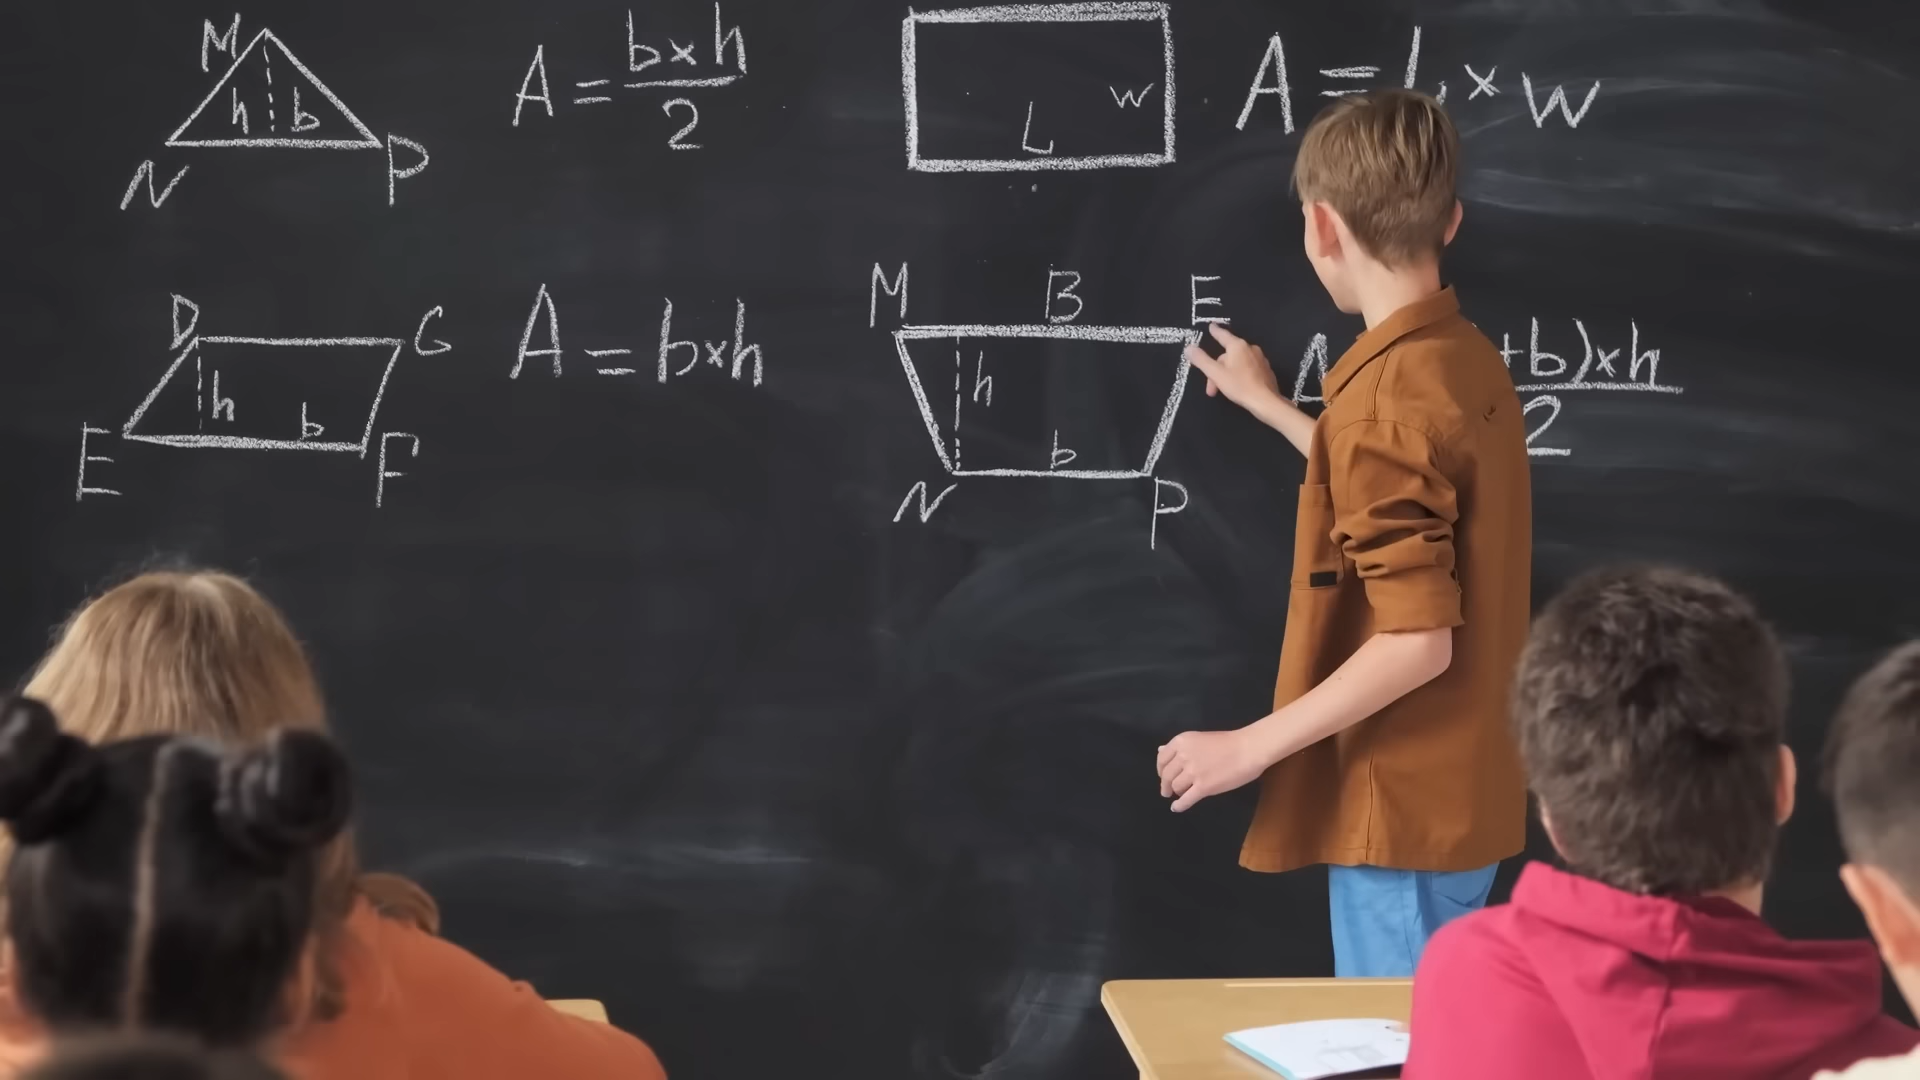 M
h b
N P
A = b×h
2
L
W
A = L × W
D G
h
b
E F
A = b×h
M B E
h
b
N P
A +b)×h
2